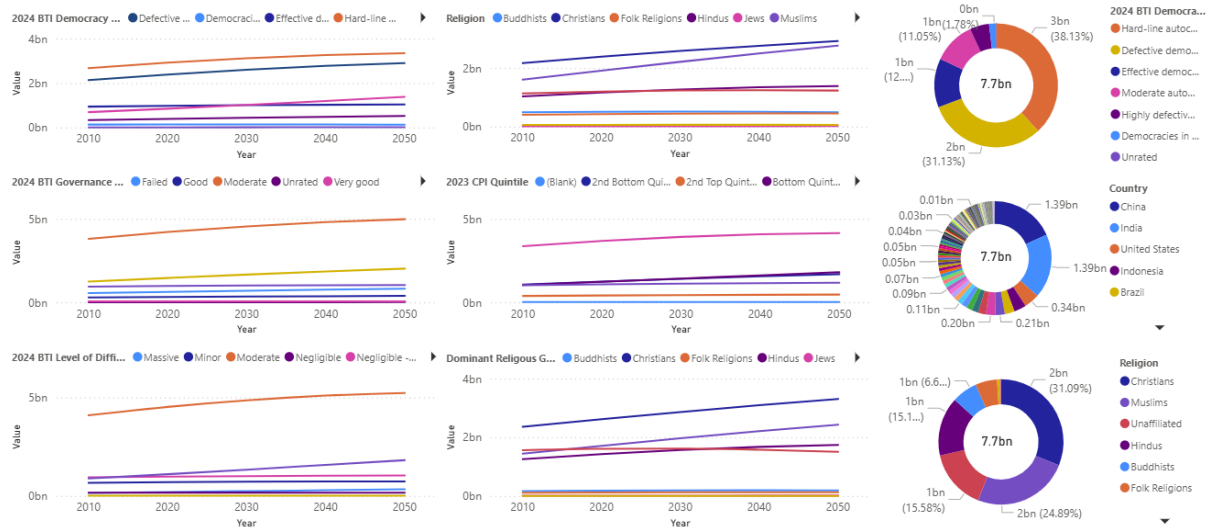 2024 BTI Democracy ... Defective ... Democraci... Effective d... Hard-line ...
4bn
2bn
0bn
Value
2010 2020 2030 2040 2050
Year
Religion Buddhists Christians Folk Religions Hindus Jews Muslims
2bn
0bn
Value
2010 2020 2030 2040 2050
Year
0bn
(1.78%)
1bn
(11.05%)
1bn
(12....)
2bn
(31.13%)
3bn
(38.13%)
7.7bn
2024 BTI Democra...
Hard-line autoc...
Defective demo...
Effective democ...
Moderate auto...
Highly defectiv...
Democracies in ...
Unrated
2024 BTI Governance ... Failed Good Moderate Unrated Very good
5bn
0bn
Value
2010 2020 2030 2040 2050
Year
2023 CPI Quintile (Blank) 2nd Bottom Qui... 2nd Top Quint... Bottom Quint...
5bn
0bn
Value
2010 2020 2030 2040 2050
Year
0.01bn
0.03bn
0.04bn
0.05bn
0.05bn
0.07bn
0.09bn
0.11bn
0.20bn
0.21bn
0.34bn
1.39bn
1.39bn
7.7bn
Country
China
India
United States
Indonesia
Brazil
2024 BTI Level of Diffi... Massive Minor Moderate Negligible Negligible -...
5bn
0bn
Value
2010 2020 2030 2040 2050
Year
Dominant Religous G... Buddhists Christians Folk Religions Hindus Jews
4bn
2bn
0bn
Value
2010 2020 2030 2040 2050
Year
1bn (6.6...)
1bn
(15.1...)
1bn
(15.58%)
2bn (24.89%)
2bn
(31.09%)
7.7bn
Religion
Christians
Muslims
Unaffiliated
Hindus
Buddhists
Folk Religions